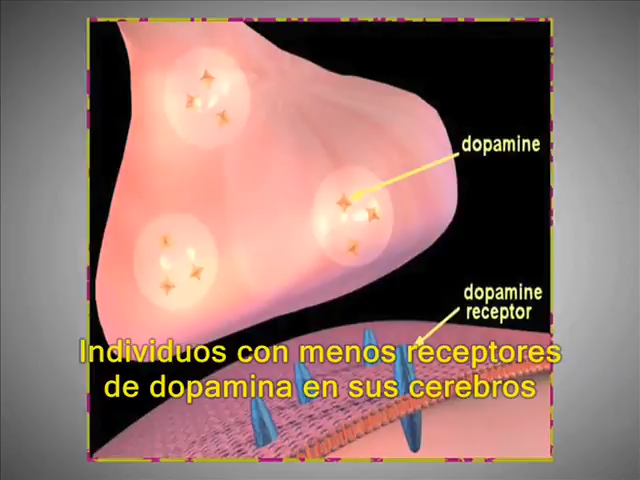 dopamine
dopamine
receptor
Individuos con menos receptores
de dopamina en sus cerebros